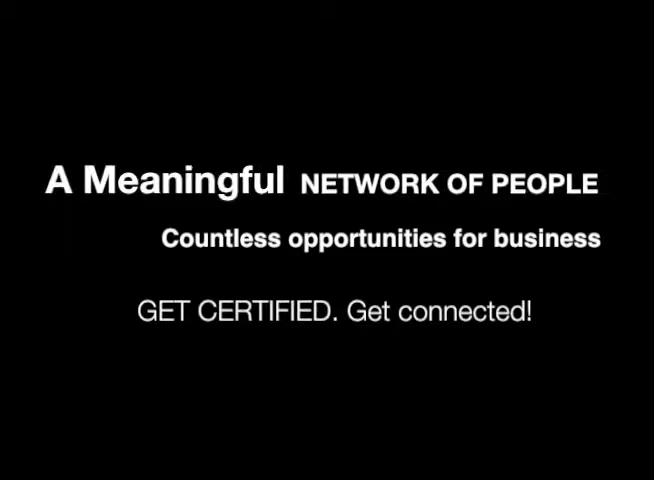 A Meaningful NETWORK OF PEOPLE
Countless opportunities for business
GET CERTIFIED. Get connected!